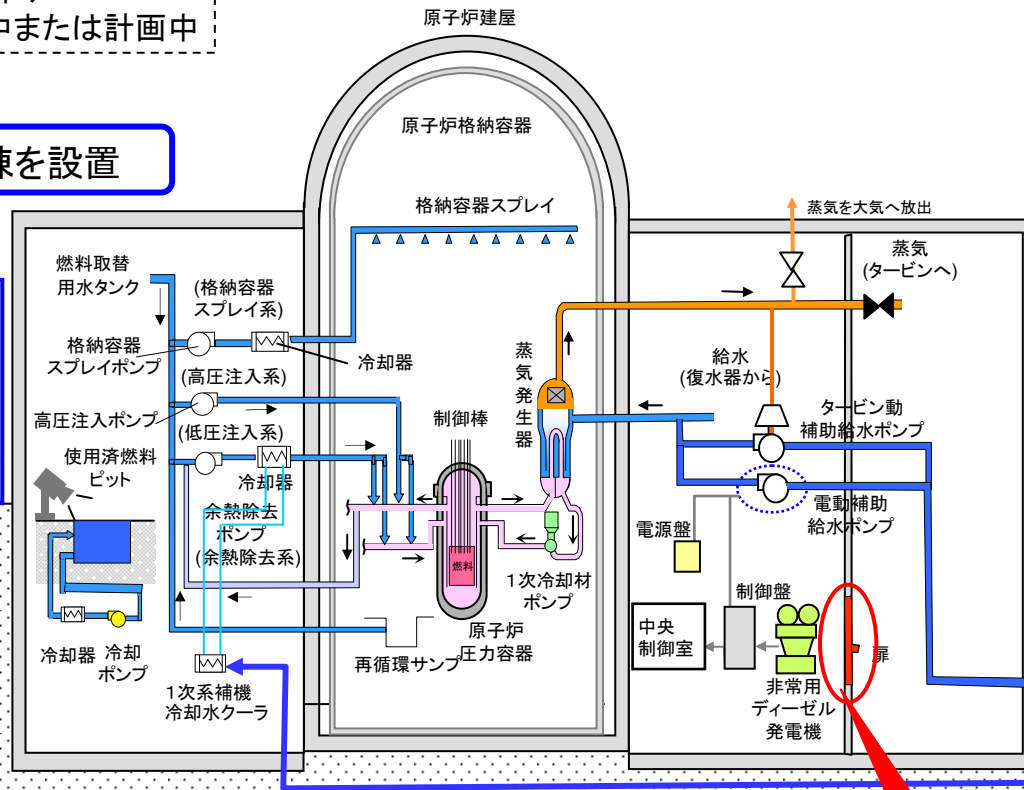 中または計画中
棟を設置
原子炉建屋
原子炉格納容器
格納容器スプレイ
蒸気を大気へ放出
蒸気
(タービンへ)
燃料取替
用水タンク
(格納容器
スプレイ系)
格納容器
スプレイポンプ
冷却器
(高圧注入系)
高圧注入ポンプ
(低圧注入系)
使用済燃料
ピット
冷却器
余熱除去
ポンプ
(余熱除去系)
制御棒
蒸気発生器
給水
(復水器から)
タービン動
補助給水ポンプ
電動補助
給水ポンプ
電源盤
燃料
1次冷却材
ポンプ
原子炉
圧力容器
再循環サンプ
冷却器
冷却
ポンプ
1次系補機
冷却水クーラ
制御盤
中央
制御室
非常用
ディーゼル
発電機
扉